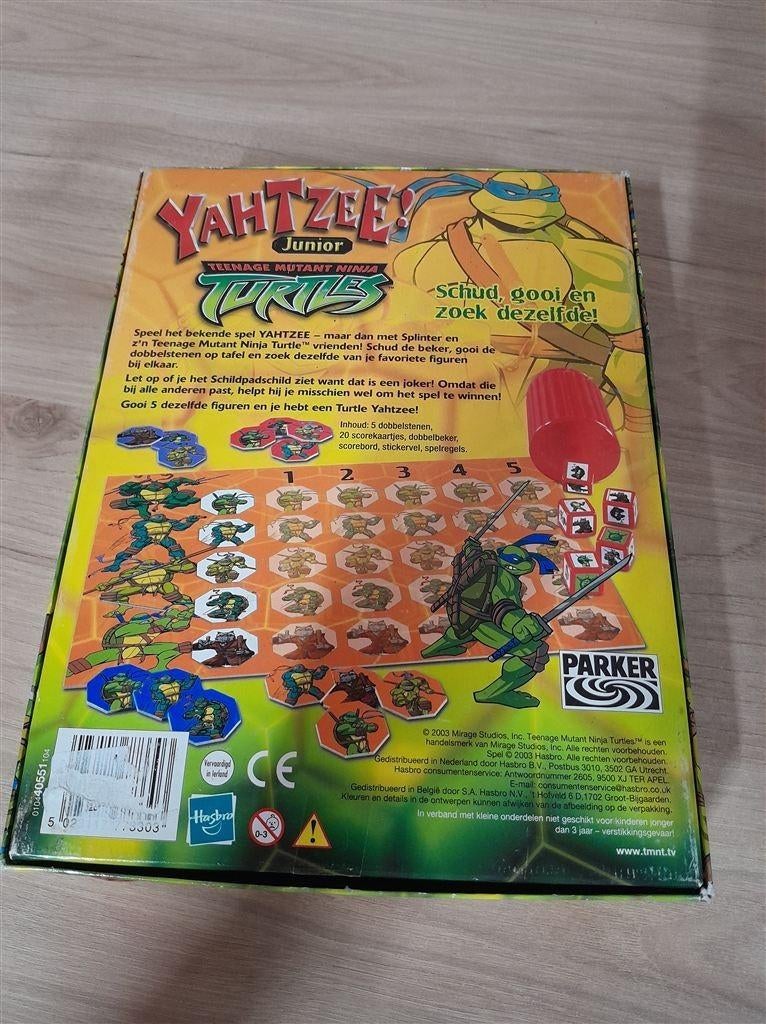 YAHTZEE!
Junior
TEENAGE MUTANT NINJA
TURTLES
Schud, gooi en
zoek dezelfde!
Speel het bekende spel YAHTZEE – maar dan met Splinter en
z'n Teenage Mutant Ninja Turtle™ vrienden! Schud de beker, gooi de
dobbelstenen op tafel en zoek dezelfde van je favoriete figuren
bij elkaar.
Let op of je het Schildpadschild ziet want dat is een joker! Omdat die
bij alle anderen past, helpt hij je misschien wel om het spel te winnen!
Gooi 5 dezelfde figuren en je hebt een Turtle Yahtzee!
Inhoud: 5 dobbelstenen,
20 scorekaartjes, dobbelbeker,
scorebord, stickervel, spelregels.
1 2 3 4 5
PARKER
© 2003 Mirage Studios, Inc. Teenage Mutant Ninja Turtles™ is een
handelsmerk van Mirage Studios, Inc. Alle rechten voorbehouden.
Spel © 2003 Hasbro. Alle rechten voorbehouden.
Gedistribueerd in Nederland door Hasbro B.V., Postbus 3010, 3502 GA Utrecht.
Hasbro consumentenservice: Antwoordnummer 2605, 9500 XJ TER APEL.
E-mail: consumentenservice@hasbro.co.uk
Gedistribueerd in België door S.A. Hasbro N.V., 't Hofveld 6 D,1702 Groot-Bijgaarden.
Kleuren en details in de ontwerpen kunnen afwijken van de afbeelding op de verpakking.
In verband met kleine onderdelen niet geschikt voor kinderen jonger
dan 3 jaar – verstikkingsgevaar!
www.tmnt.tv
010440551104
Vervaardigd
in Ierland
CE
Hasbro
0-3